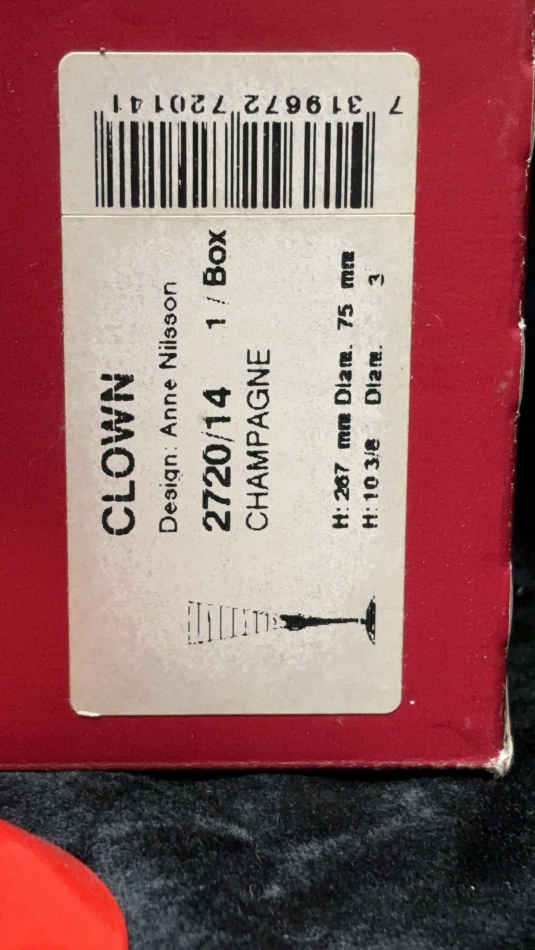 7 319672 720141
CLOWN
Design: Anne Nilsson
2720/14 1 / Box
CHAMPAGNE
H: 267 mm Diam. 75 mm
H: 10 3/8 Diam. 3